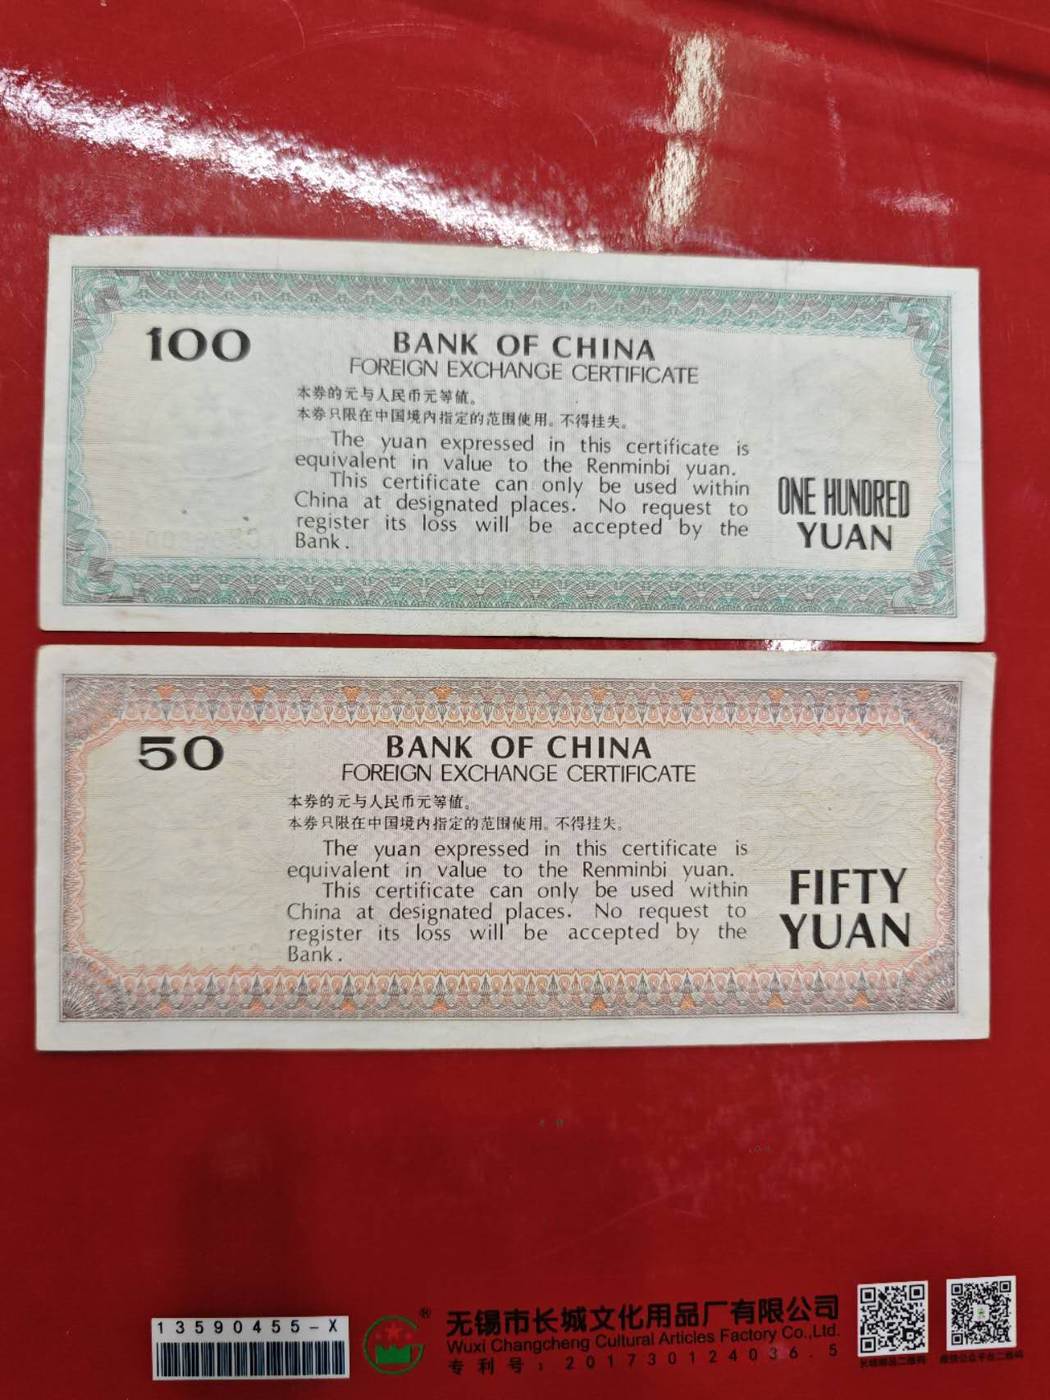 100
BANK OF CHINA
FOREIGN EXCHANGE CERTIFICATE
本券的元与人民币元等值。
本券只限在中国境内指定的范围使用。不得挂失。
The yuan expressed in this certificate is
equivalent in value to the Renminbi yuan.
This certificate can only be used within
China at designated places. No request to
register its loss will be accepted by the
Bank.
ONE HUNDRED
YUAN
50
BANK OF CHINA
FOREIGN EXCHANGE CERTIFICATE
本券的元与人民币元等值。
本券只限在中国境内指定的范围使用。不得挂失。
The yuan expressed in this certificate is
equivalent in value to the Renminbi yuan.
This certificate can only be used within
China at designated places. No request to
register its loss will be accepted by the
Bank.
FIFTY
YUAN
13590455-X
®
无锡市长城文化用品厂有限公司
Wuxi Changcheng Cultural Articles Factory Co.,Ltd.
专利号：201730124036.5